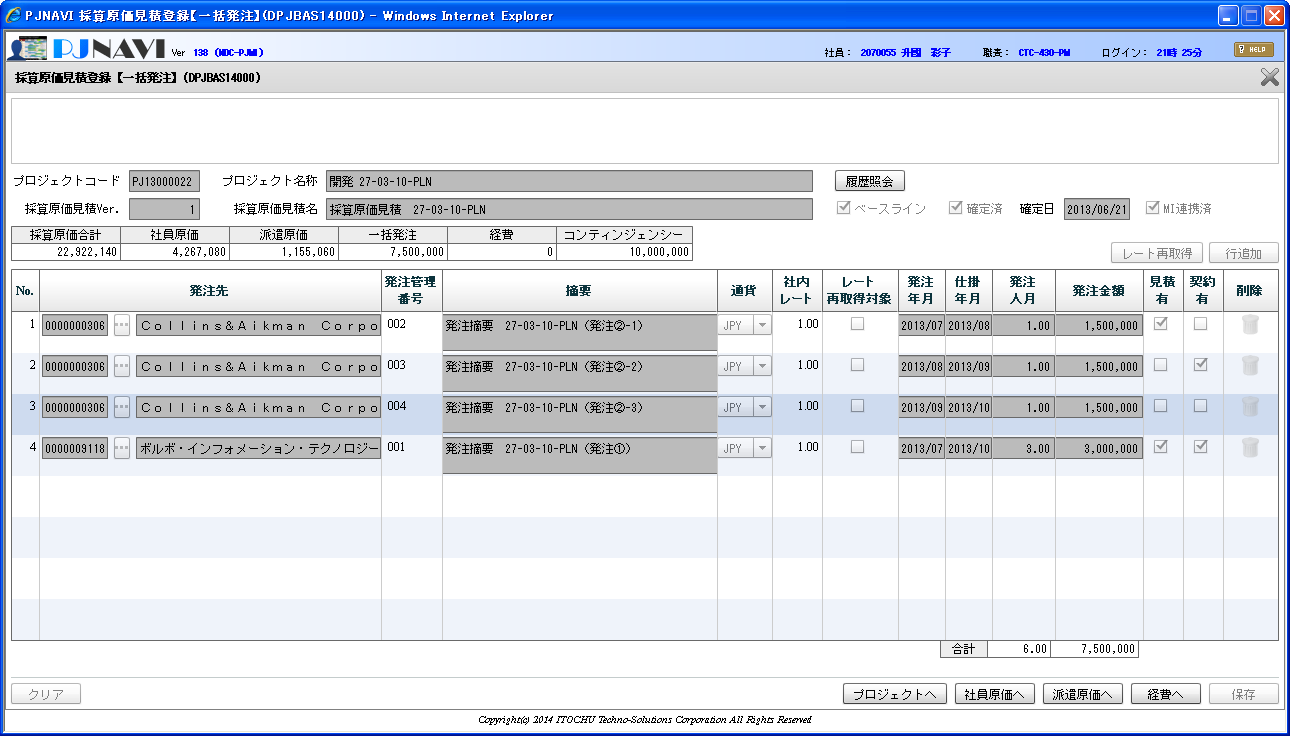 PJNAVI 採算原価見積登録【一括発注】(DPJBAS14000) - Windows Internet Explorer
PJNAVI Ver 138 (NDC-PJMI) 社員： 2070055 升國 彩子 職責： CTC-430-PM ログイン： 21時 25分 HELP
採算原価見積登録【一括発注】(DPJBAS14000)
プロジェクトコード PJ13000022 プロジェクト名称 開発 27-03-10-PLN 履歴照会
採算原価見積Ver. 1 採算原価見積名 採算原価見積 27-03-10-PLN ベースライン 確定済 確定日 2013/06/21 MI連携済
採算原価合計 社員原価 派遣原価 一括発注 経費 コンティンジェンシー
22,922,140 4,267,080 1,155,060 7,500,000 0 10,000,000
レート再取得 行追加
No. 発注先 発注管理番号 摘要 通貨 社内レート レート再取得対象 発注年月 仕掛年月 発注人月 発注金額 見積有 契約有 削除
1 0000000306 ... Ｃｏｌｌｉｎｓ＆Ａｉｋｍａｎ　Ｃｏｒｐｏ 002 発注摘要 27-03-10-PLN（発注②-1） JPY 1.00 2013/07 2013/08 1.00 1,500,000
2 0000000306 ... Ｃｏｌｌｉｎｓ＆Ａｉｋｍａｎ　Ｃｏｒｐｏ 003 発注摘要 27-03-10-PLN（発注②-2） JPY 1.00 2013/08 2013/09 1.00 1,500,000
3 0000000306 ... Ｃｏｌｌｉｎｓ＆Ａｉｋｍａｎ　Ｃｏｒｐｏ 004 発注摘要 27-03-10-PLN（発注②-3） JPY 1.00 2013/09 2013/10 1.00 1,500,000
4 0000009118 ... ボルボ・インフォメーション・テクノロジー 001 発注摘要 27-03-10-PLN（発注①） JPY 1.00 2013/07 2013/10 3.00 3,000,000
合計 6.00 7,500,000
クリア プロジェクトへ 社員原価へ 派遣原価へ 経費へ 保存
Copyright(c) 2014 ITOCHU Techno-Solutions Corporation All Rights Reserved